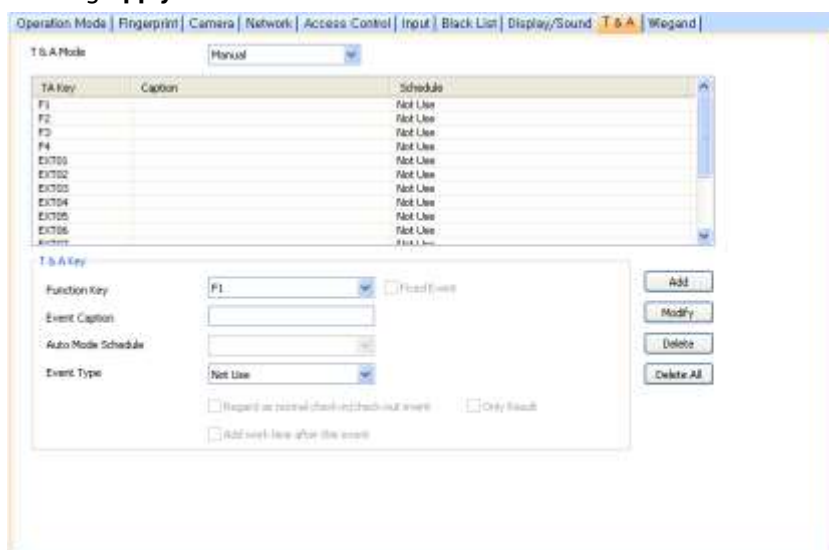 Operation Mode | Fingerprint | Camera | Network | Access Control | Input | Black List | Display/Sound T & A | Wiegand |
T & A Mode Manual
TA Key Caption Schedule
F1 Not Use
F2 Not Use
F3 Not Use
F4 Not Use
EXT01 Not Use
EXT02 Not Use
EXT03 Not Use
EXT04 Not Use
EXT05 Not Use
EXT06 Not Use
T & A Key
Function Key F1 Fixed Event Add
Event Caption Modify
Auto Mode Schedule Delete
Event Type Not Use Delete All
Regard as normal check-in/check-out event Only Result
Add work time after this event